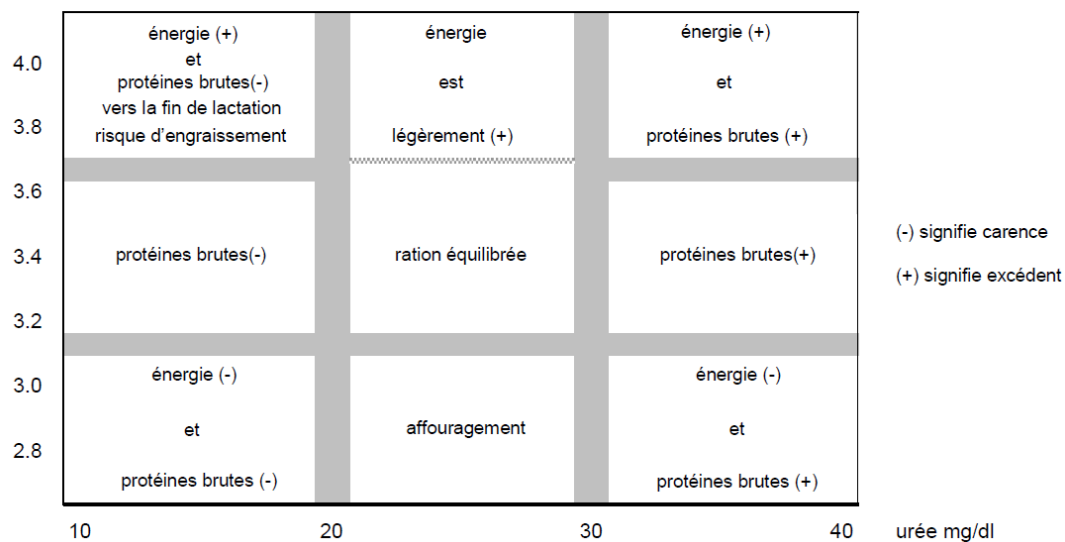 4.0
3.8
3.6
3.4
3.2
3.0
2.8
énergie (+)
et
protéines brutes(-)
vers la fin de lactation
risque d'engraissement
énergie
est
légèrement (+)
énergie (+)
et
protéines brutes (+)
protéines brutes(-)
ration équilibrée
protéines brutes(+)
énergie (-)
et
protéines brutes (-)
affouragement
énergie (-)
et
protéines brutes (+)
(-) signifie carence
(+) signifie excédent
10 20 30 40 urée mg/dl